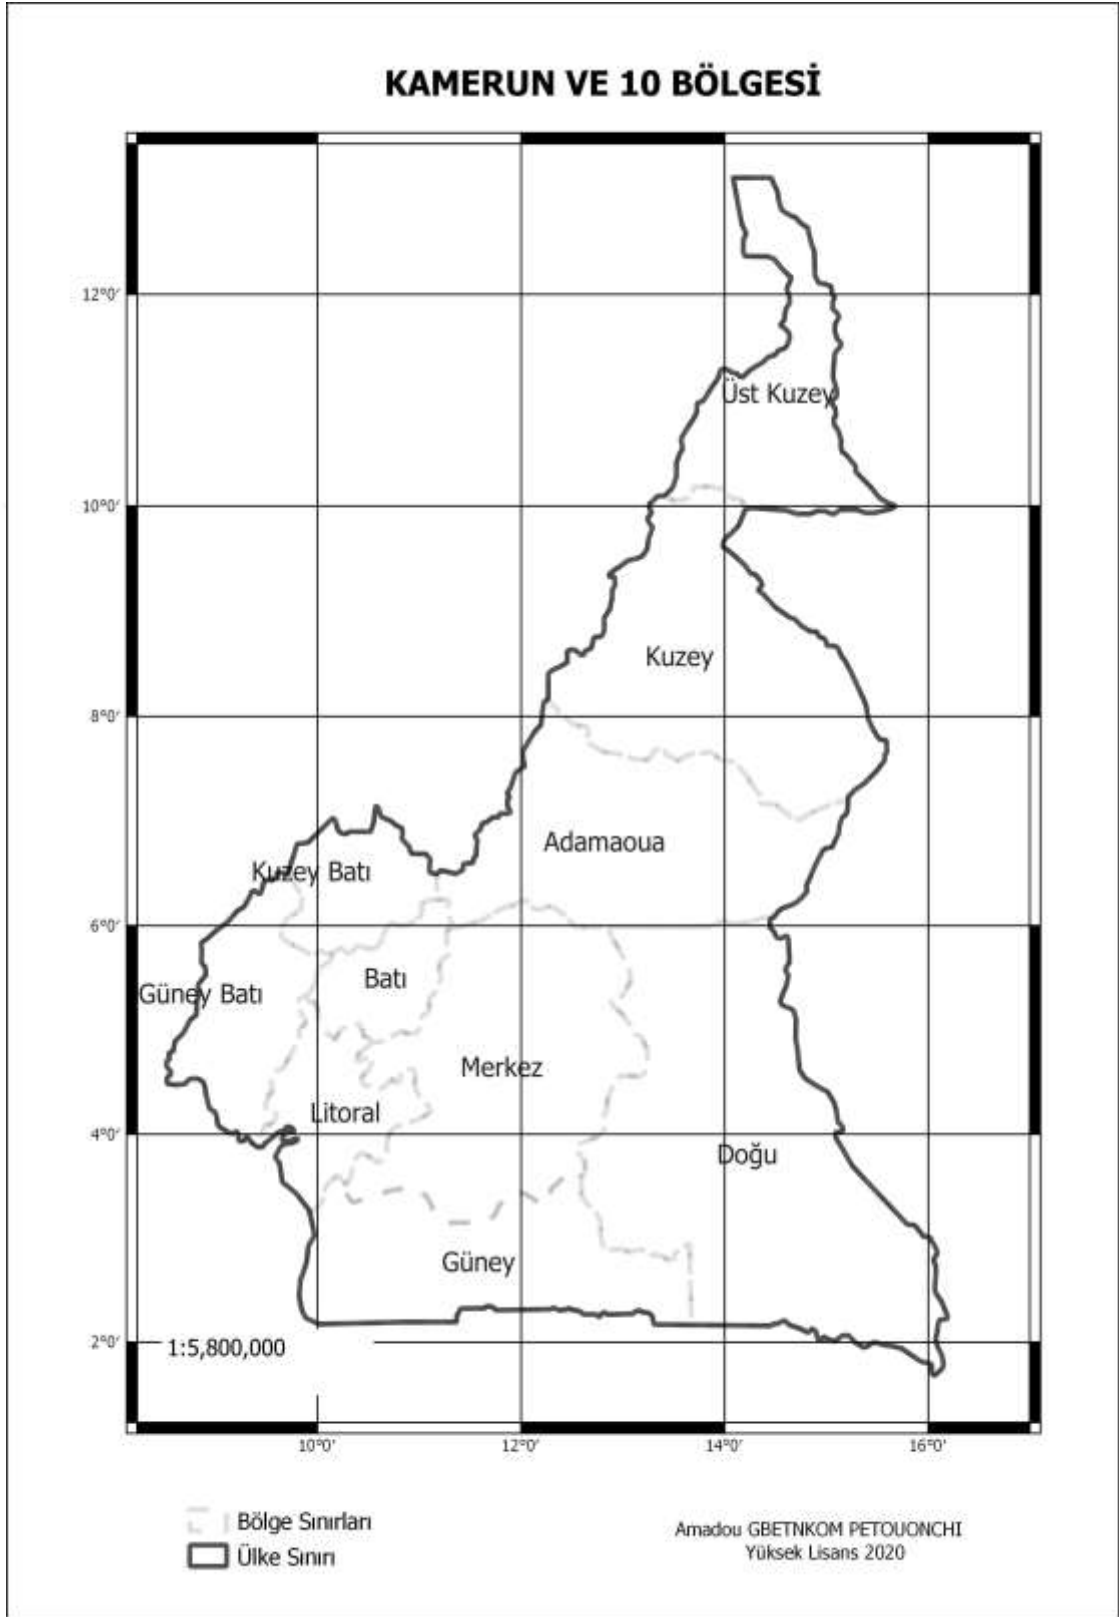 KAMERUN VE 10 BÖLGESİ
12°0'
Üst Kuzey
10°0'
Kuzey
8°0'
Adamaoua
Kuzey Batı
6°0'
Batı
Güney Batı
Merkez
Litoral
4°0'
Doğu
Güney
2°0'
1:5,800,000
10°0' 12°0' 14°0' 16°0'
Bölge Sınırları
Ülke Sınırı
Amadou GBETNKOM PETOUONCHI
Yüksek Lisans 2020